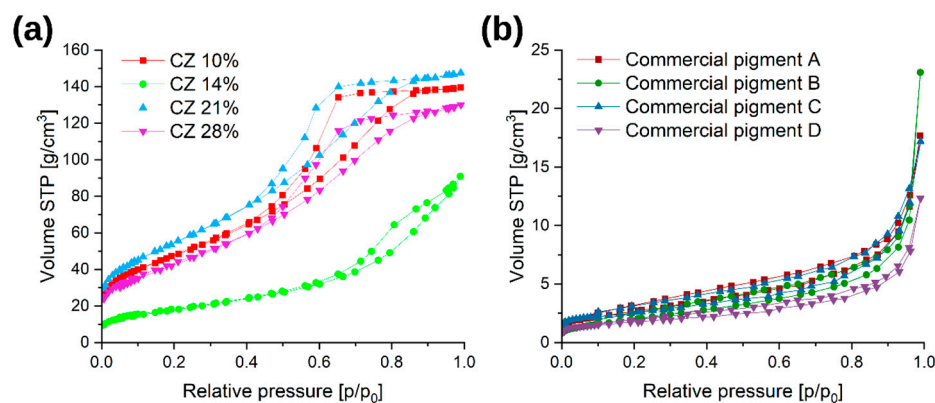 (a)
CZ 10%
CZ 14%
CZ 21%
CZ 28%
Volume STP [g/cm³]
160
140
120
100
80
60
40
20
0
0.0 0.2 0.4 0.6 0.8 1.0
Relative pressure [p/p₀]
(b)
Commercial pigment A
Commercial pigment B
Commercial pigment C
Commercial pigment D
Volume STP [g/cm³]
25
20
15
10
5
0
0.0 0.2 0.4 0.6 0.8 1.0
Relative pressure [p/p₀]